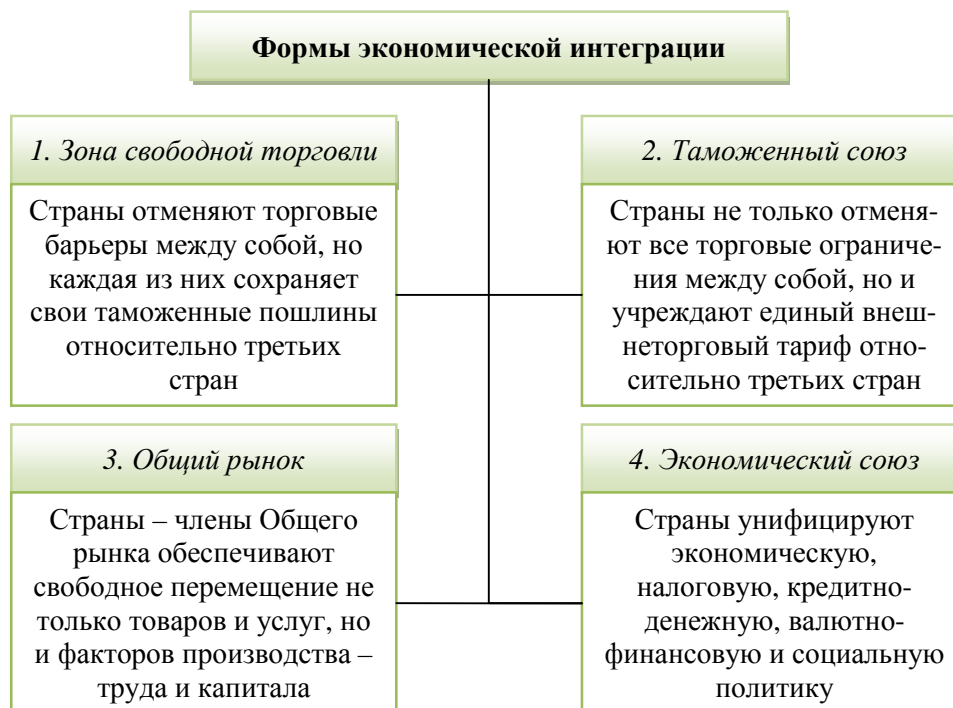 Формы экономической интеграции
1. Зона свободной торговли
Страны отменяют торговые
барьеры между собой, но
каждая из них сохраняет
свои таможенные пошлины
относительно третьих
стран
2. Таможенный союз
Страны не только отменя-
ют все торговые ограниче-
ния между собой, но и
учреждают единый внеш-
неторговый тариф отно-
сительно третьих стран
3. Общий рынок
Страны – члены Общего
рынка обеспечивают
свободное перемещение не
только товаров и услуг, но
и факторов производства –
труда и капитала
4. Экономический союз
Страны унифицируют
экономическую,
налоговую, кредитно-
денежную, валютно-
финансовую и социальную
политику